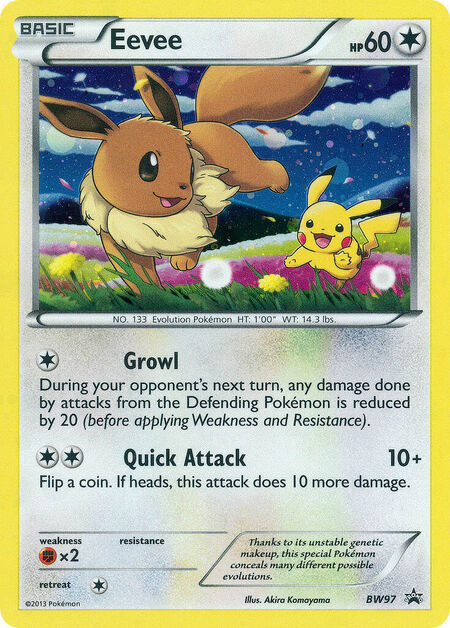 BASIC
Eevee
HP60
NO. 133 Evolution Pokémon HT: 1'00" WT: 14.3 lbs.
Growl
During your opponent's next turn, any damage done
by attacks from the Defending Pokémon is reduced
by 20 (before applying Weakness and Resistance).
Quick Attack 10+
Flip a coin. If heads, this attack does 10 more damage.
weakness resistance
×2
retreat
Thanks to its unstable genetic
makeup, this special Pokémon
conceals many different possible
evolutions.
©2013 Pokémon
Illus. Akira Komayama
BW97